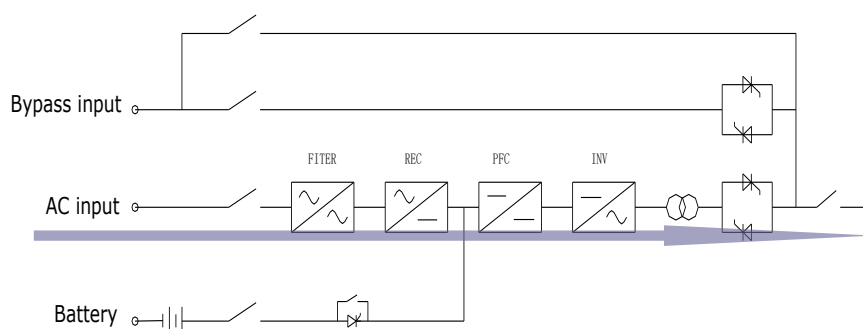 Bypass input
FITER REC PFC INV
AC input
Battery